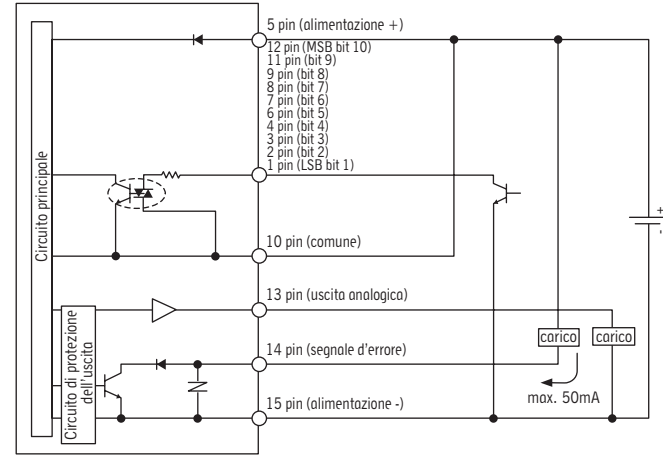 5 pin (alimentazione +)
12 pin (MSB bit 10)
11 pin (bit 9)
9 pin (bit 8)
8 pin (bit 7)
7 pin (bit 6)
6 pin (bit 5)
4 pin (bit 4)
3 pin (bit 3)
2 pin (bit 2)
1 pin (LSB bit 1)
Circuito principale
+
-
10 pin (comune)
13 pin (uscita analogica)
Circuito di protezione
dell'uscita
carico
carico
14 pin (segnale d'errore)
max. 50mA
15 pin (alimentazione -)